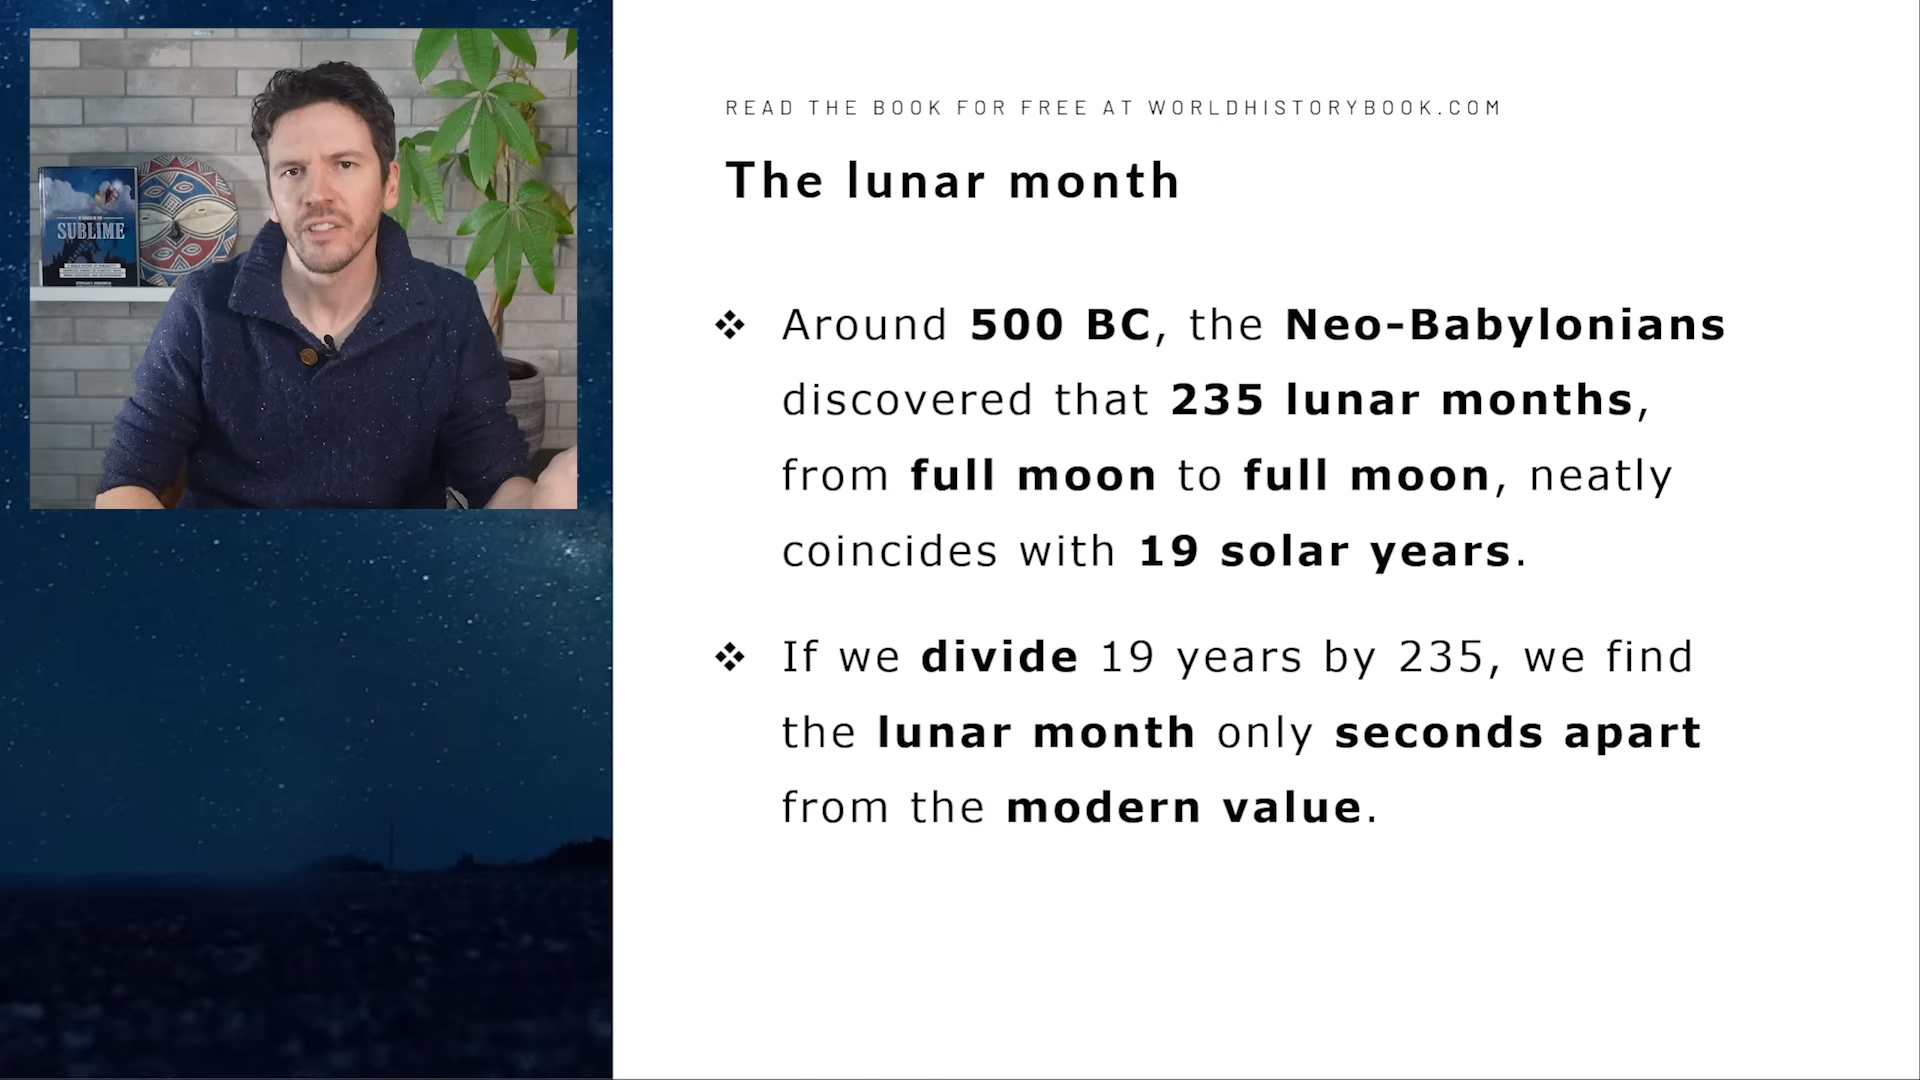 READ THE BOOK FOR FREE AT WORLDHISTORYBOOK.COM
The lunar month
❖ Around 500 BC, the Neo-Babylonians
discovered that 235 lunar months,
from full moon to full moon, neatly
coincides with 19 solar years.
❖ If we divide 19 years by 235, we find
the lunar month only seconds apart
from the modern value.
SUBLIME